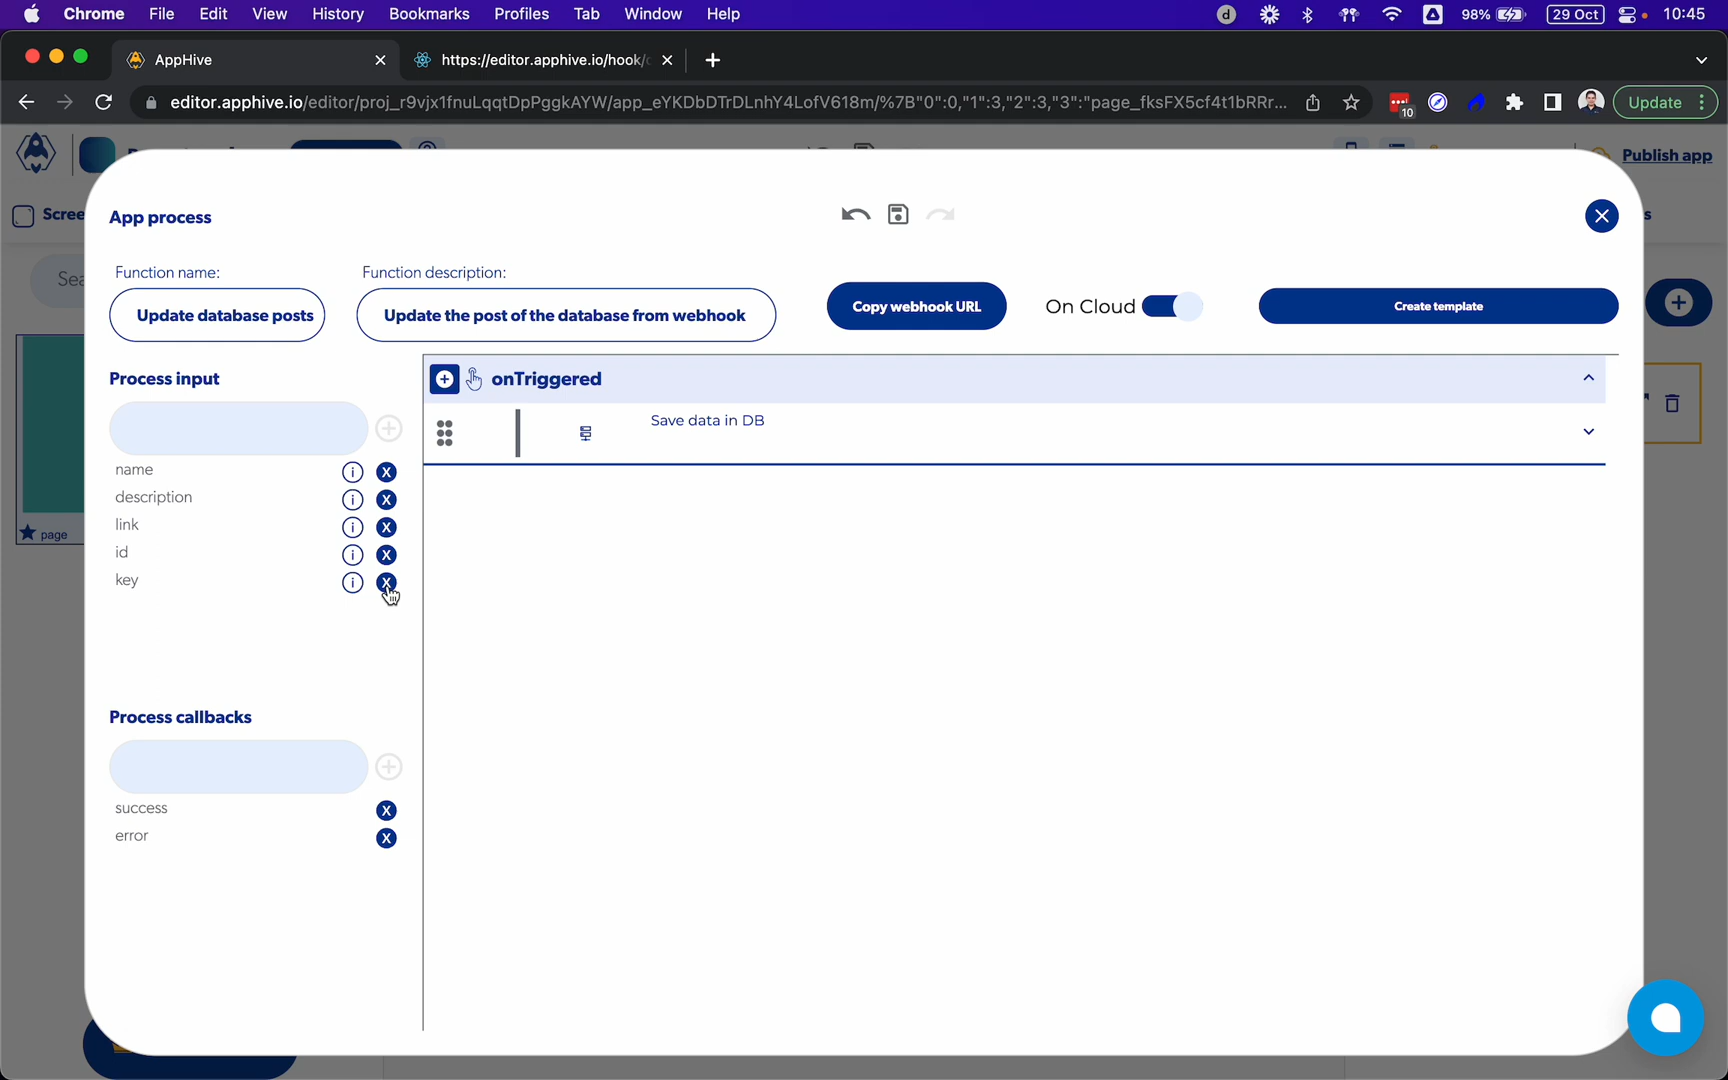 Chrome File Edit View History Bookmarks Profiles Tab Window Help d 98% 29 Oct 10:45
AppHive https://editor.apphive.io/hook/
editor.apphive.io/editor/proj_r9vjx1fnuLqqtDpPggkAYW/app_eYKDbDTrDLnhY4LofV618m/%7B"0":0,"1":3,"2":3,"3":"page_fksFX5cf4t1bRRr... 10 Update
Publish app
Scree
App process
Function name: Function description:
Sea
Update database posts Update the post of the database from webhook Copy webhook URL On Cloud Create template
Process input
onTriggered
Save data in DB
name i X
description i X
link i X
page
id i X
key i X
Process callbacks
success X
error X